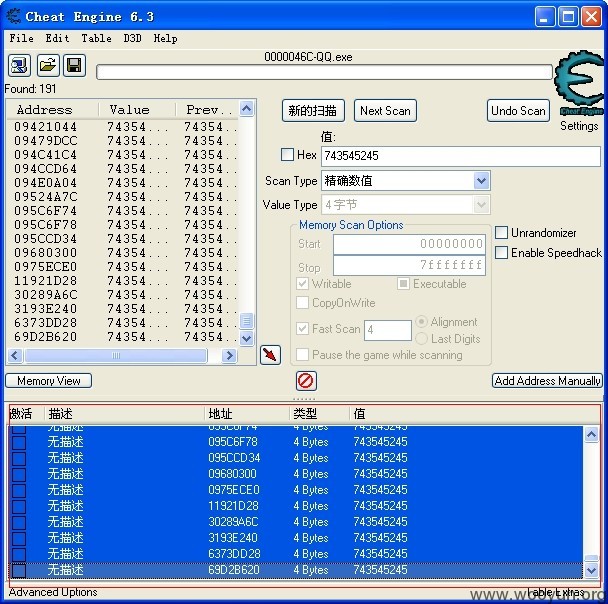 Cheat Engine 6.3
File Edit Table D3D Help
0000046C-QQ.exe
Found: 191
Address Value Prev..
09421044 74354... 74354..
09479DCC 74354... 74354..
094C41C4 74354... 74354..
094CCD64 74354... 74354..
094E0A04 74354... 74354..
09524A7C 74354... 74354..
095C6F74 74354... 74354..
095C6F78 74354... 74354..
095CCD34 74354... 74354..
09680300 74354... 74354..
0975ECE0 74354... 74354..
11921D28 74354... 74354..
30289A6C 74354... 74354..
3193E240 74354... 74354..
6373DD28 74354... 74354..
69D2B620 74354... 74354..
新的扫描 Next Scan Undo Scan
Cheat Engine
Settings
值:
Hex 743545245
Scan Type 精确数值
Value Type 4 字节
Memory Scan Options
Start 00000000
Stop 7fffffff
Writable Executable
CopyOnWrite
Fast Scan 4 Alignment
Last Digits
Pause the game while scanning
Unrandomizer
Enable Speedhack
Memory View Add Address Manually
激活 描述 地址 类型 值
无描述 095C6F74 4 Bytes 743545245
无描述 095C6F78 4 Bytes 743545245
无描述 095CCD34 4 Bytes 743545245
无描述 09680300 4 Bytes 743545245
无描述 0975ECE0 4 Bytes 743545245
无描述 11921D28 4 Bytes 743545245
无描述 30289A6C 4 Bytes 743545245
无描述 3193E240 4 Bytes 743545245
无描述 6373DD28 4 Bytes 743545245
无描述 69D2B620 4 Bytes 743545245
Advanced Options Table Extras
www.wooyun.org